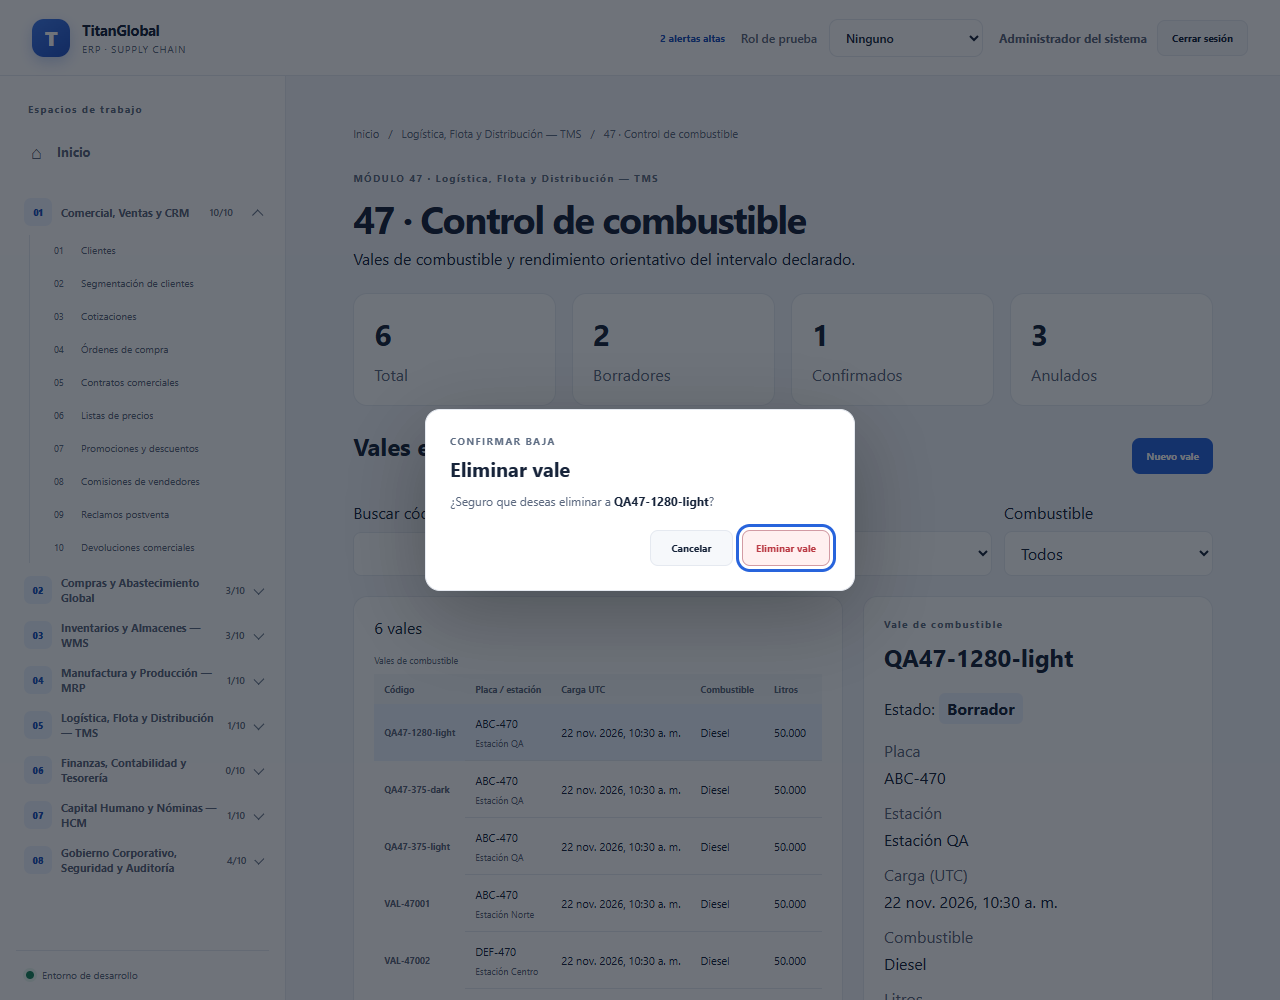 T
TitanGlobal
ERP · SUPPLY CHAIN
2 alertas altas
Rol de prueba
Ninguno
Administrador del sistema
Cerrar sesión
Espacios de trabajo
Inicio
01 Comercial, Ventas y CRM 10/10
01 Clientes
02 Segmentación de clientes
03 Cotizaciones
04 Órdenes de compra
05 Contratos comerciales
06 Listas de precios
07 Promociones y descuentos
08 Comisiones de vendedores
09 Reclamos postventa
10 Devoluciones comerciales
02 Compras y Abastecimiento Global 3/10
03 Inventarios y Almacenes — WMS 3/10
04 Manufactura y Producción — MRP 1/10
05 Logística, Flota y Distribución — TMS 1/10
06 Finanzas, Contabilidad y Tesorería 0/10
07 Capital Humano y Nóminas — HCM 1/10
08 Gobierno Corporativo, Seguridad y Auditoría 4/10
Entorno de desarrollo
Inicio / Logística, Flota y Distribución — TMS / 47 · Control de combustible
MÓDULO 47 · Logística, Flota y Distribución — TMS
47 · Control de combustible
Vales de combustible y rendimiento orientativo del intervalo declarado.
6
Total
2
Borradores
1
Confirmados
3
Anulados
Vales
Nuevo vale
Buscar
Combustible
Todos
CONFIRMAR BAJA
Eliminar vale
¿Seguro que deseas eliminar a QA47-1280-light?
Cancelar
Eliminar vale
6 vales
Vales de combustible
Código Placa / estación Carga UTC Combustible Litros
QA47-1280-light ABC-470 Estación QA 22 nov. 2026, 10:30 a. m. Diesel 50.000
QA47-375-dark ABC-470 Estación QA 22 nov. 2026, 10:30 a. m. Diesel 50.000
QA47-375-light ABC-470 Estación QA 22 nov. 2026, 10:30 a. m. Diesel 50.000
VAL-47001 ABC-470 Estación Norte 22 nov. 2026, 10:30 a. m. Diesel 50.000
VAL-47002 DEF-470 Estación Centro 22 nov. 2026, 10:30 a. m. Diesel 50.000
Vale de combustible
QA47-1280-light
Estado: Borrador
Placa
ABC-470
Estación
Estación QA
Carga (UTC)
22 nov. 2026, 10:30 a. m.
Combustible
Diesel
Litros